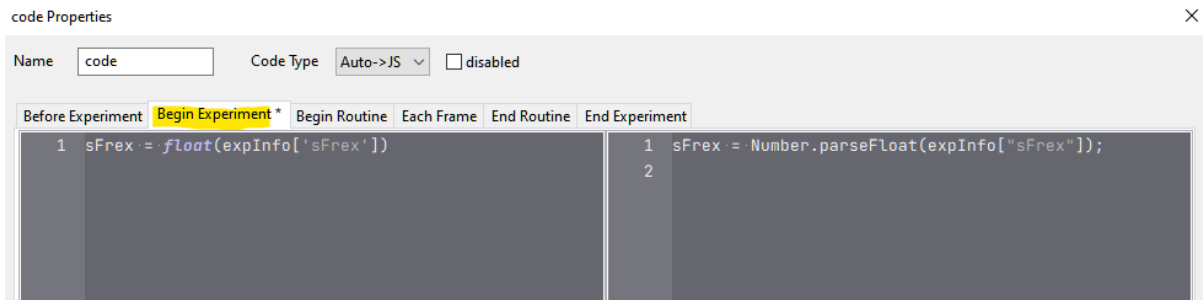 code Properties
Name code Code Type Auto->JS disabled
Before Experiment Begin Experiment * Begin Routine Each Frame End Routine End Experiment
1 sFrex = float(expInfo['sFrex'])
1 sFrex = Number.parseFloat(expInfo["sFrex"]);
2